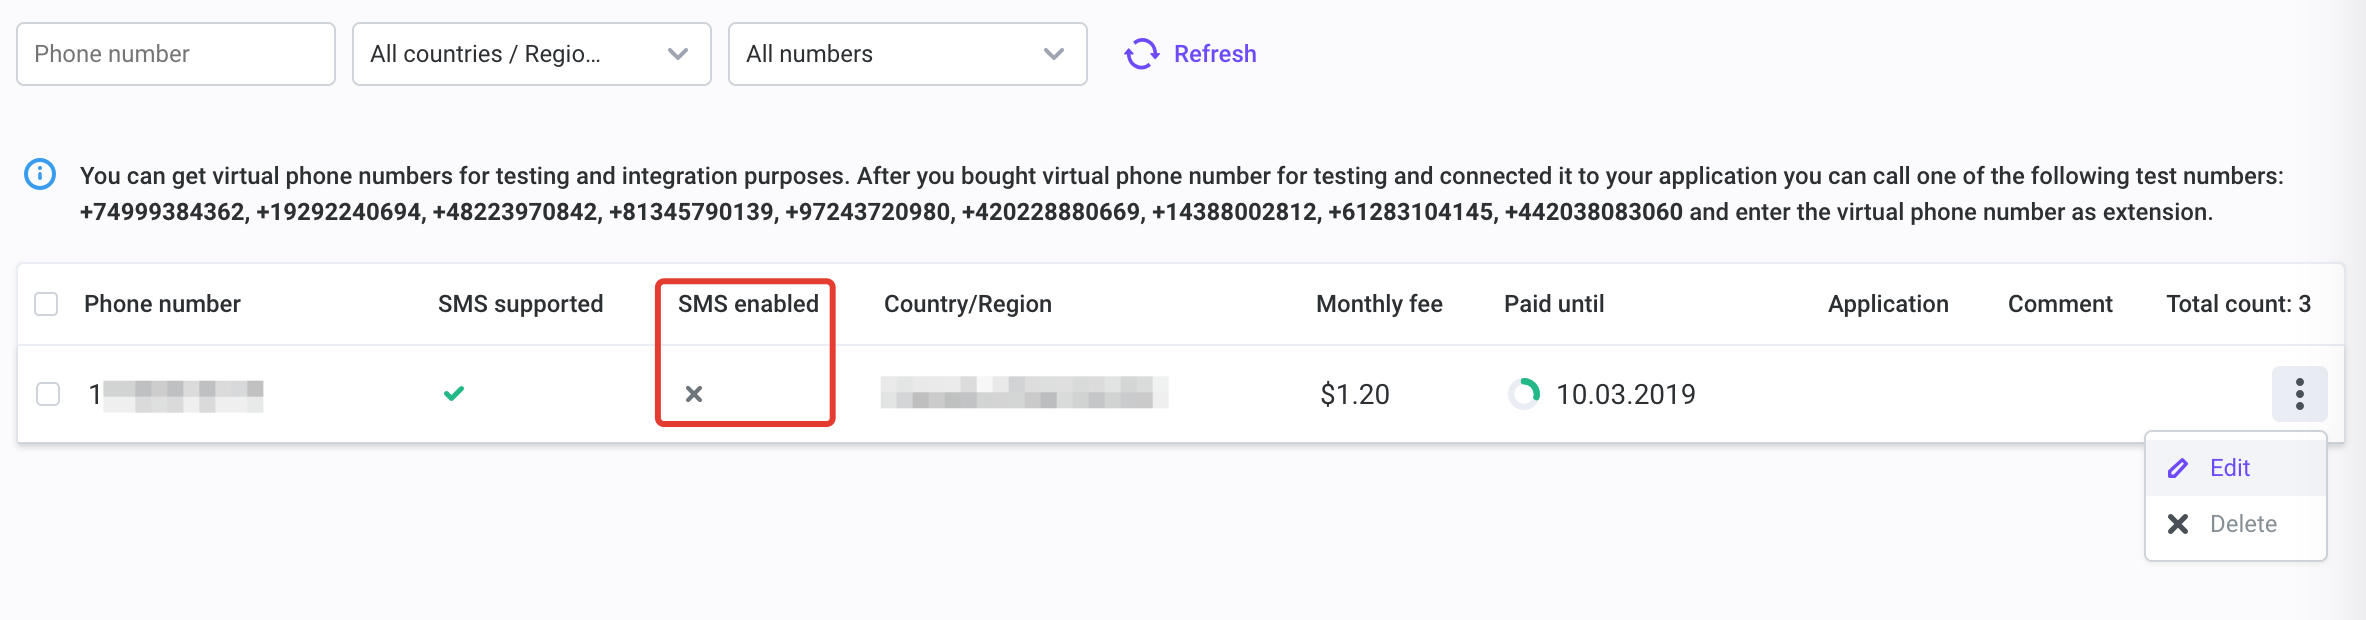 Phone number
All countries / Regio...
All numbers
Refresh
You can get virtual phone numbers for testing and integration purposes. After you bought virtual phone number for testing and connected it to your application you can call one of the following test numbers:
+74999384362, +19292240694, +48223970842, +81345790139, +97243720980, +420228880669, +14388002812, +61283104145, +442038083060 and enter the virtual phone number as extension.
Phone number SMS supported SMS enabled Country/Region Monthly fee Paid until Application Comment Total count: 3
1 $1.20 10.03.2019
Edit
Delete